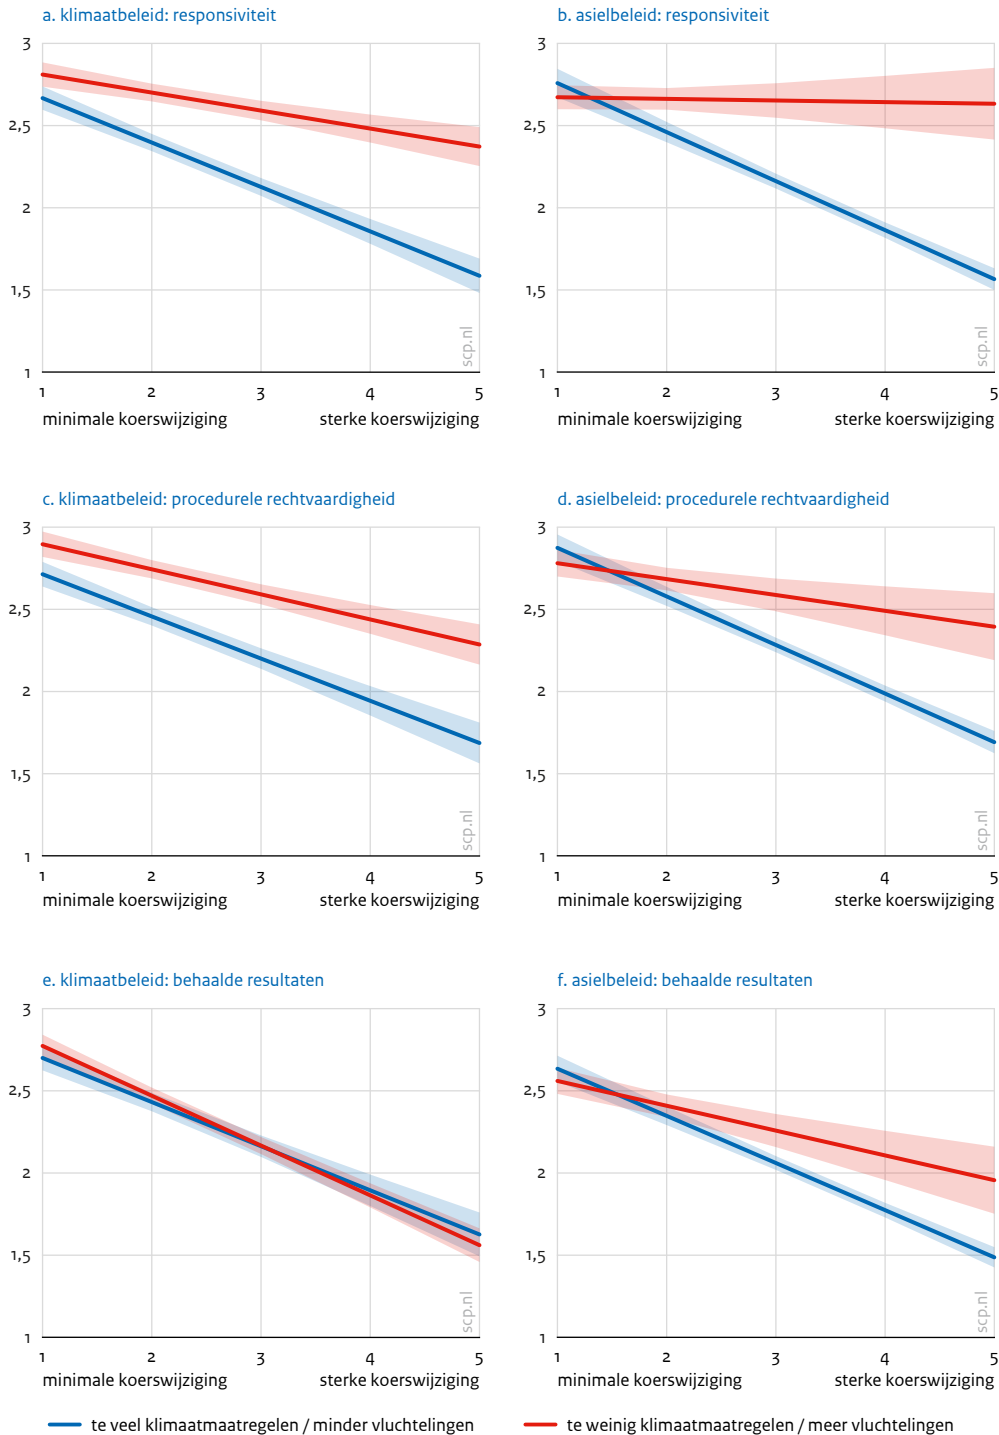 a. klimaatbeleid: responsiviteit
3
2,5
2
1,5
1
scp.nl
1 2 3 4 5
minimale koerswijziging sterke koerswijziging
b. asielbeleid: responsiviteit
3
2,5
2
1,5
1
scp.nl
1 2 3 4 5
minimale koerswijziging sterke koerswijziging
c. klimaatbeleid: procedurele rechtvaardigheid
3
2,5
2
1,5
1
scp.nl
1 2 3 4 5
minimale koerswijziging sterke koerswijziging
d. asielbeleid: procedurele rechtvaardigheid
3
2,5
2
1,5
1
scp.nl
1 2 3 4 5
minimale koerswijziging sterke koerswijziging
e. klimaatbeleid: behaalde resultaten
3
2,5
2
1,5
1
scp.nl
1 2 3 4 5
minimale koerswijziging sterke koerswijziging
f. asielbeleid: behaalde resultaten
3
2,5
2
1,5
1
scp.nl
1 2 3 4 5
minimale koerswijziging sterke koerswijziging
te veel klimaatmaatregelen / minder vluchtelingen
te weinig klimaatmaatregelen / meer vluchtelingen